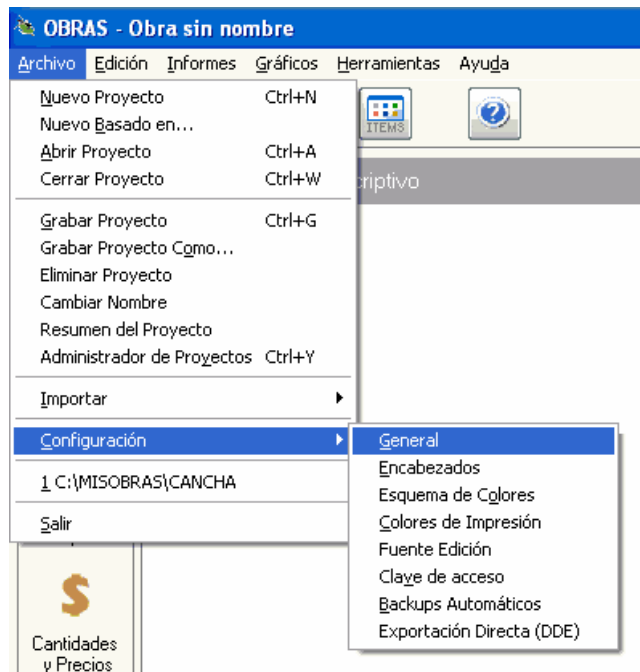 OBRAS - Obra sin nombre
Archivo Edición Informes Gráficos Herramientas Ayuda
Nuevo Proyecto Ctrl+N
Nuevo Basado en...
Abrir Proyecto Ctrl+A
Cerrar Proyecto Ctrl+W
ITEMS
criptivo
Grabar Proyecto Ctrl+G
Grabar Proyecto Como...
Eliminar Proyecto
Cambiar Nombre
Resumen del Proyecto
Administrador de Proyectos Ctrl+Y
Importar
Configuración
1 C:\MISOBRAS\CANCHA
Salir
General
Encabezados
Esquema de Colores
Colores de Impresión
Fuente Edición
Clave de acceso
Backups Automáticos
Exportación Directa (DDE)
Cantidades
y Precios